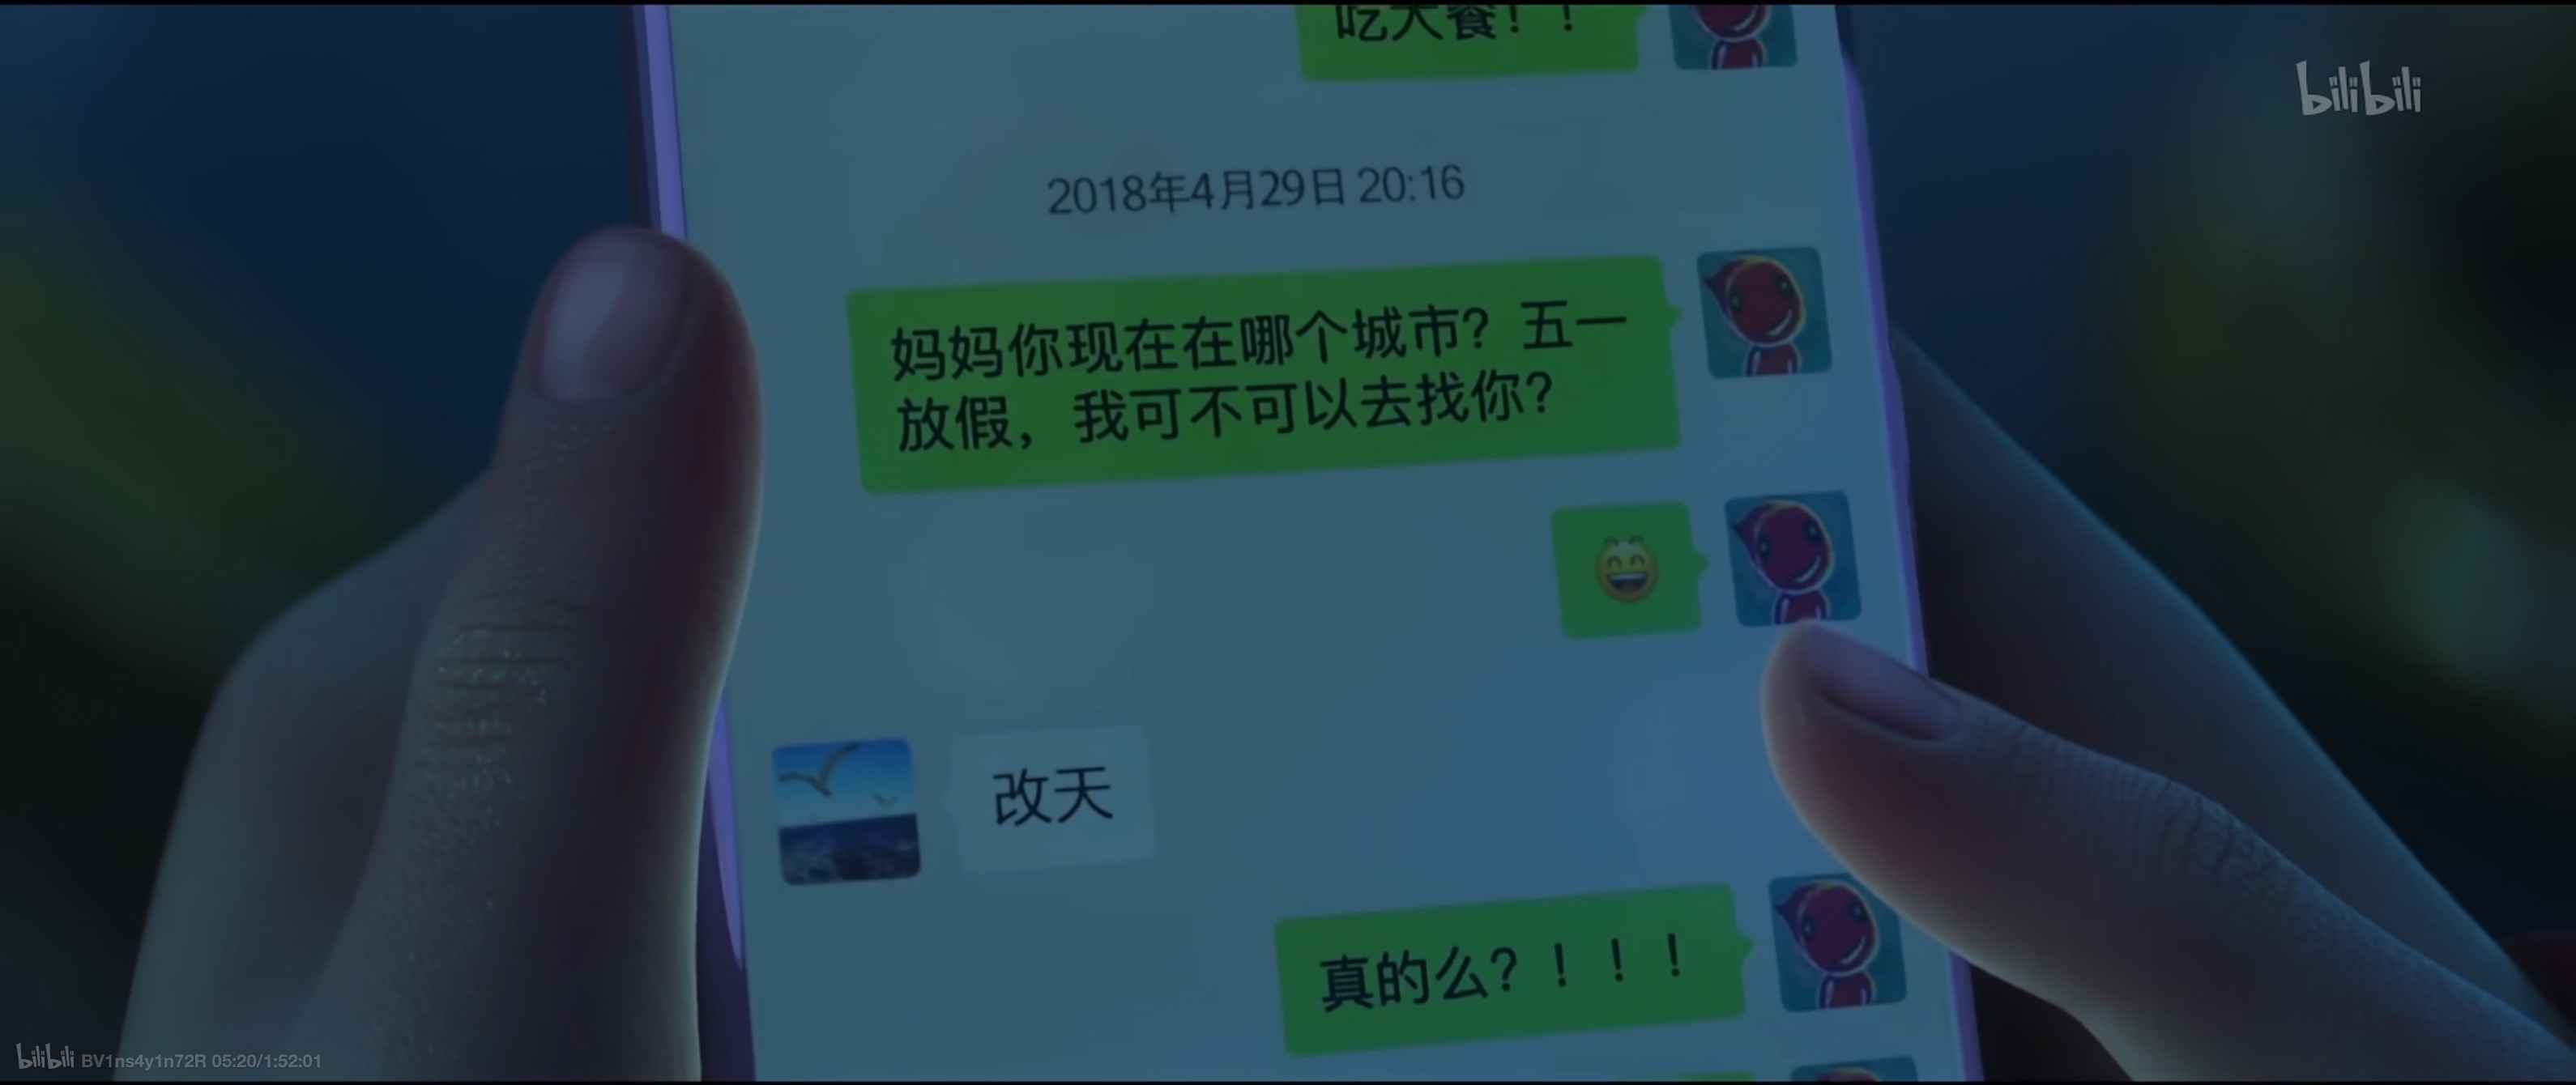 吃大餐！！
bilibili
2018年4月29日 20:16
妈妈你现在在哪个城市？五一
放假，我可不可以去找你？
改天
真的么？！！！
bilibili BV1ns4y1n72R 05:20/1:52:01